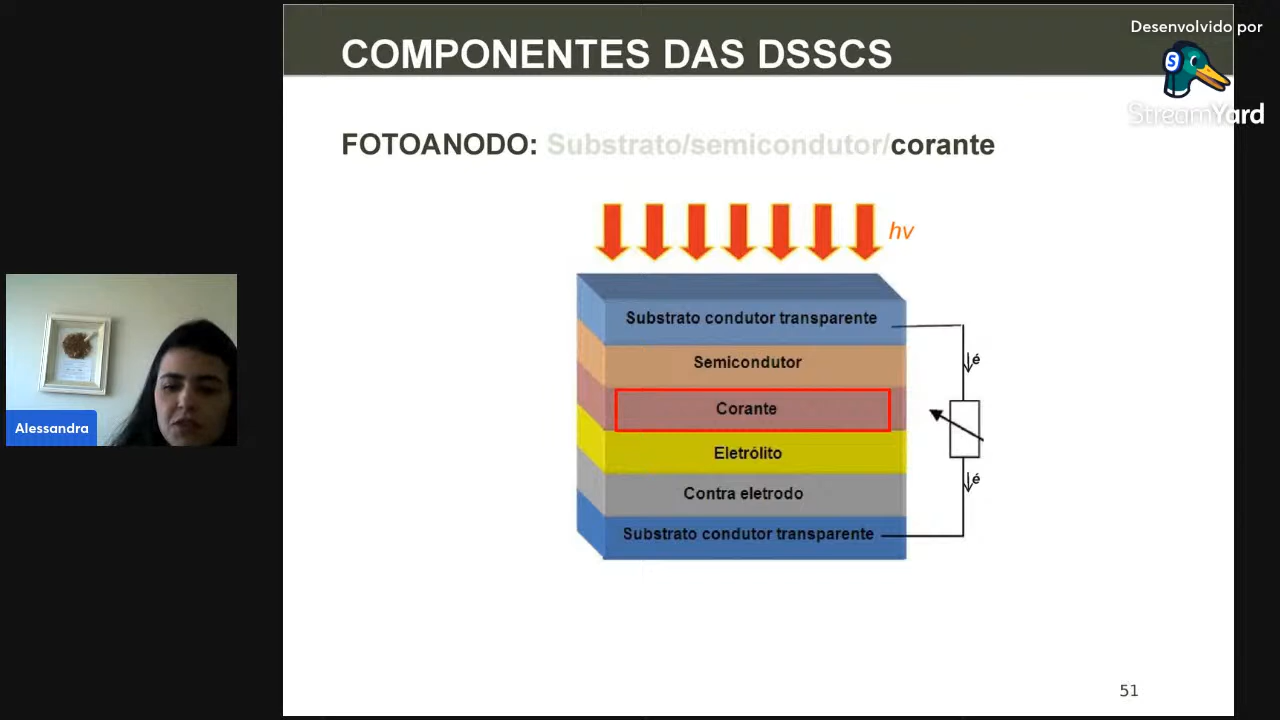 COMPONENTES DAS DSSCS
Desenvolvido por
StreamYard
FOTOANODO: Substrato/semicondutor/corante
hv
Substrato condutor transparente
Semicondutor
Corante
Eletrólito
Contra eletrodo
Substrato condutor transparente
é
é
Alessandra
51